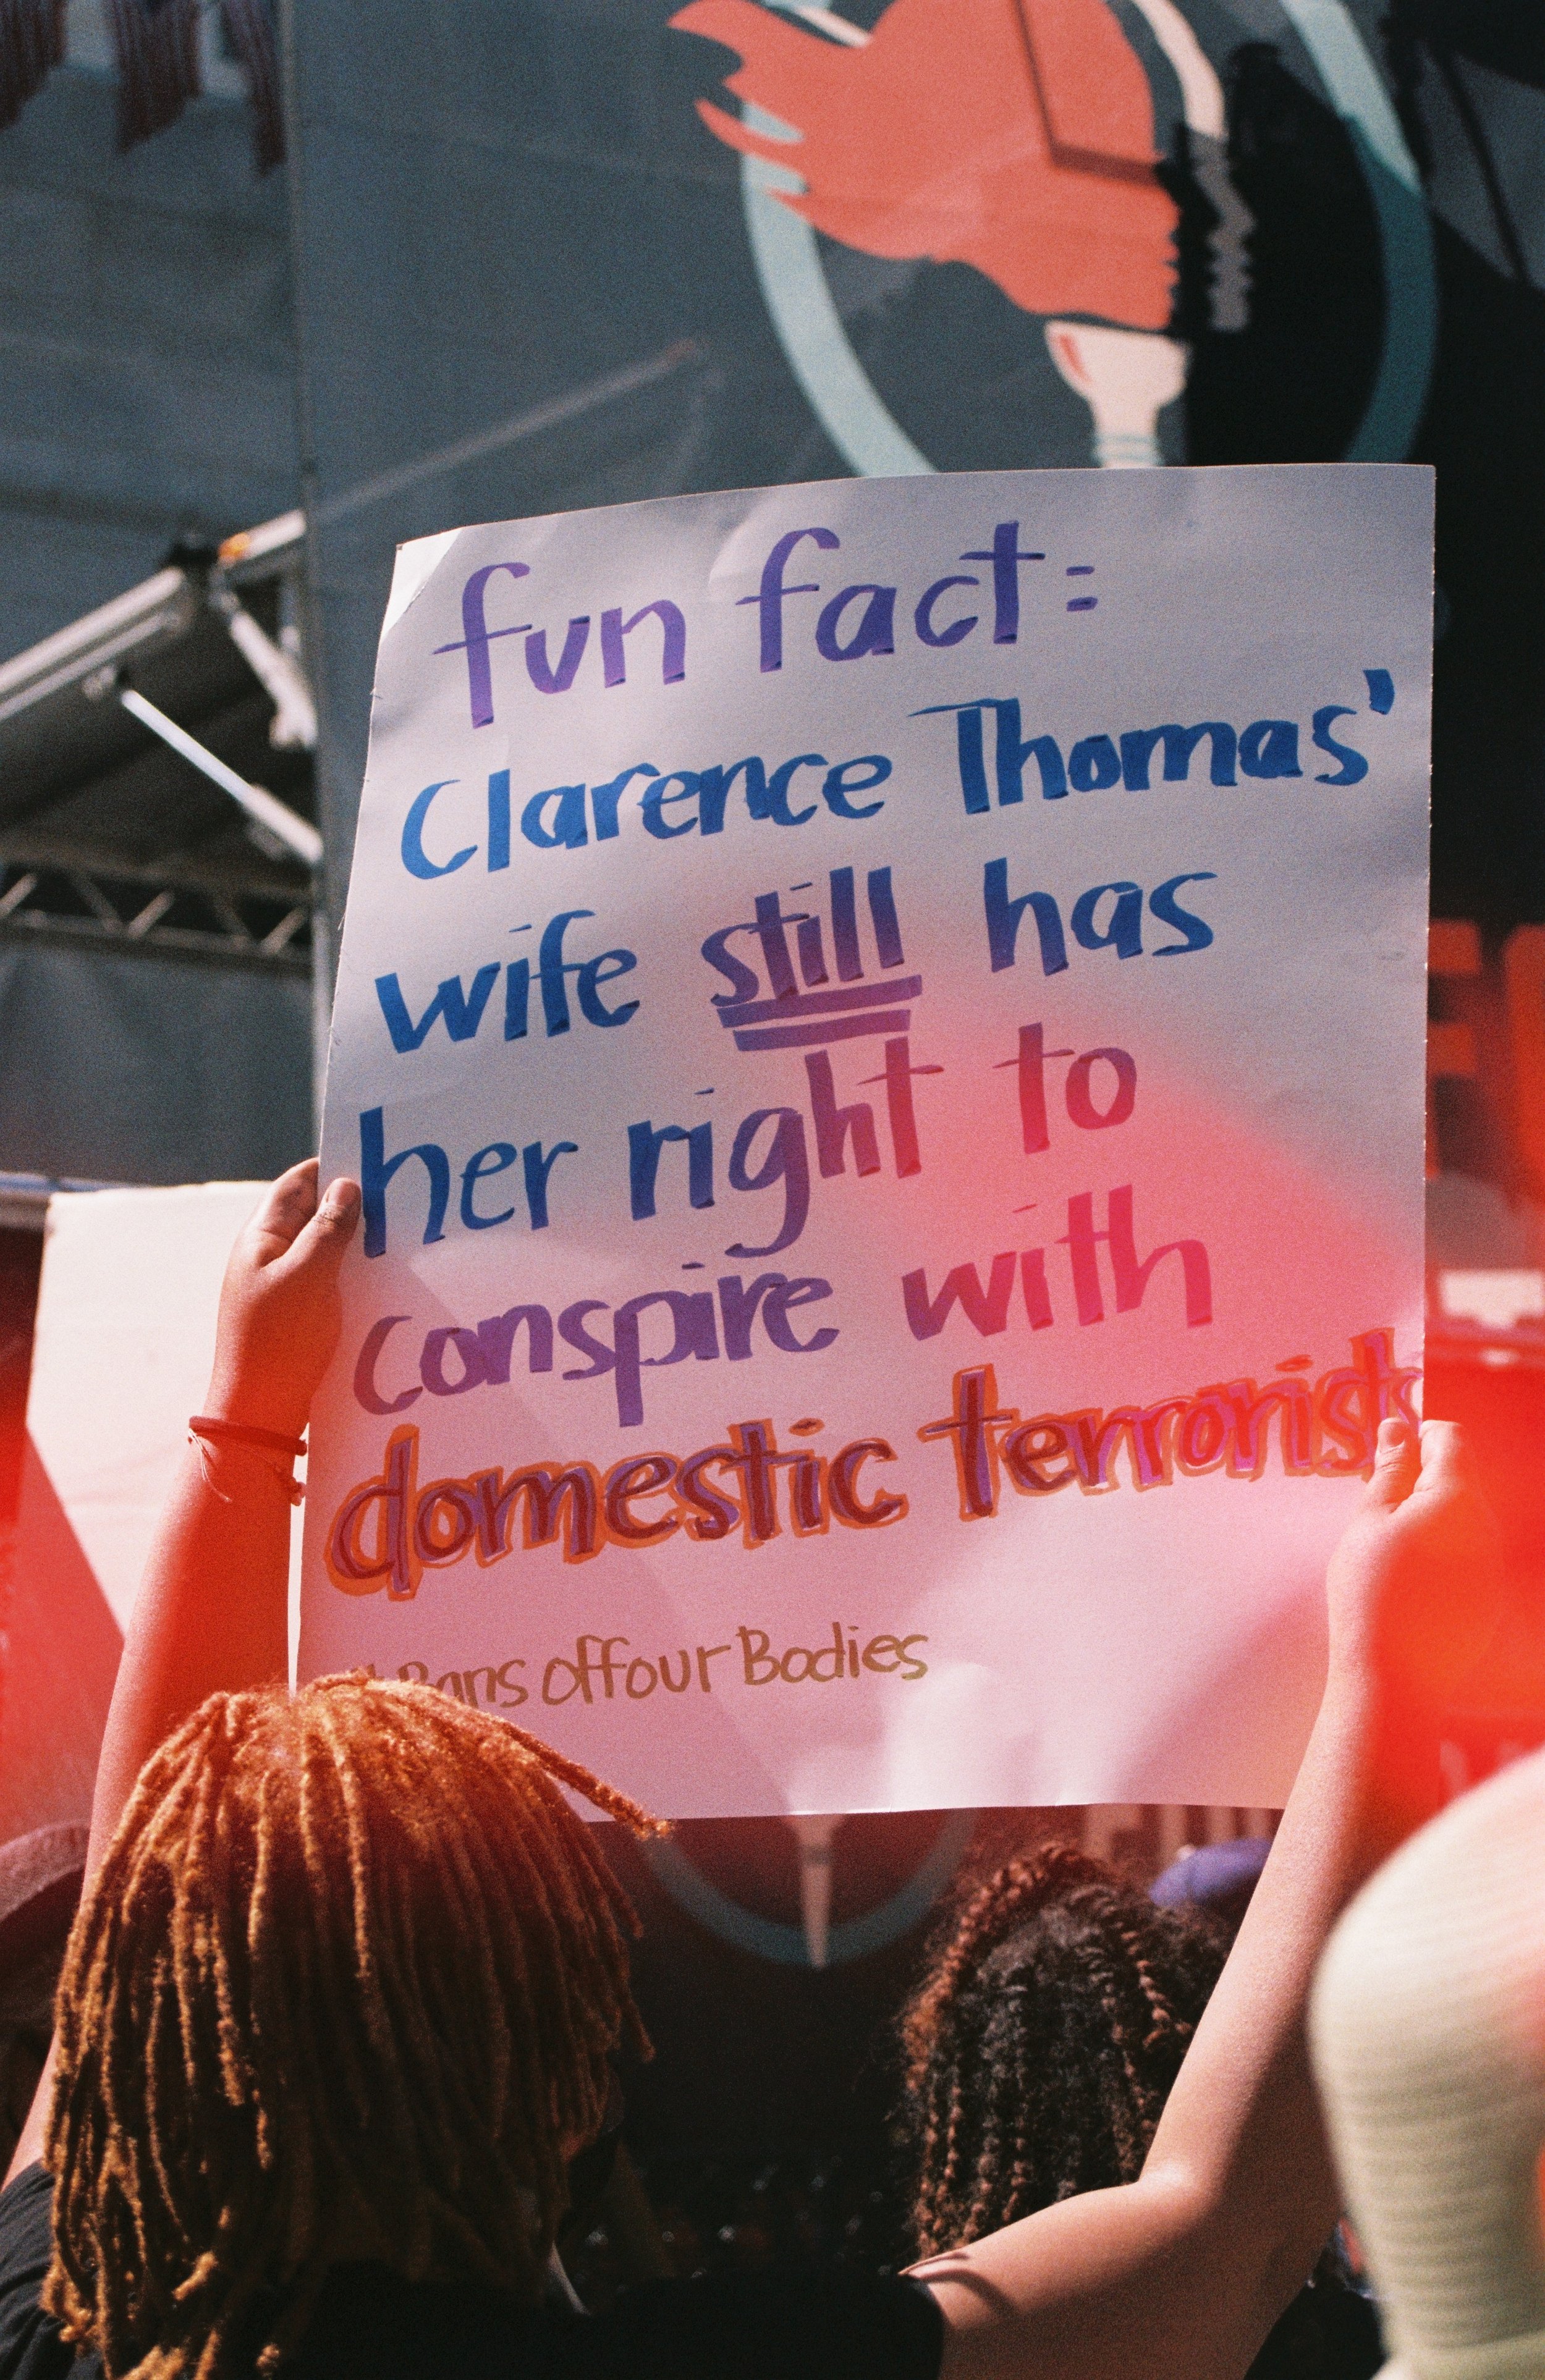 fun fact:
Clarence Thomas'
wife still has
her right to
conspire with
domestic terrorists
Bans off our Bodies